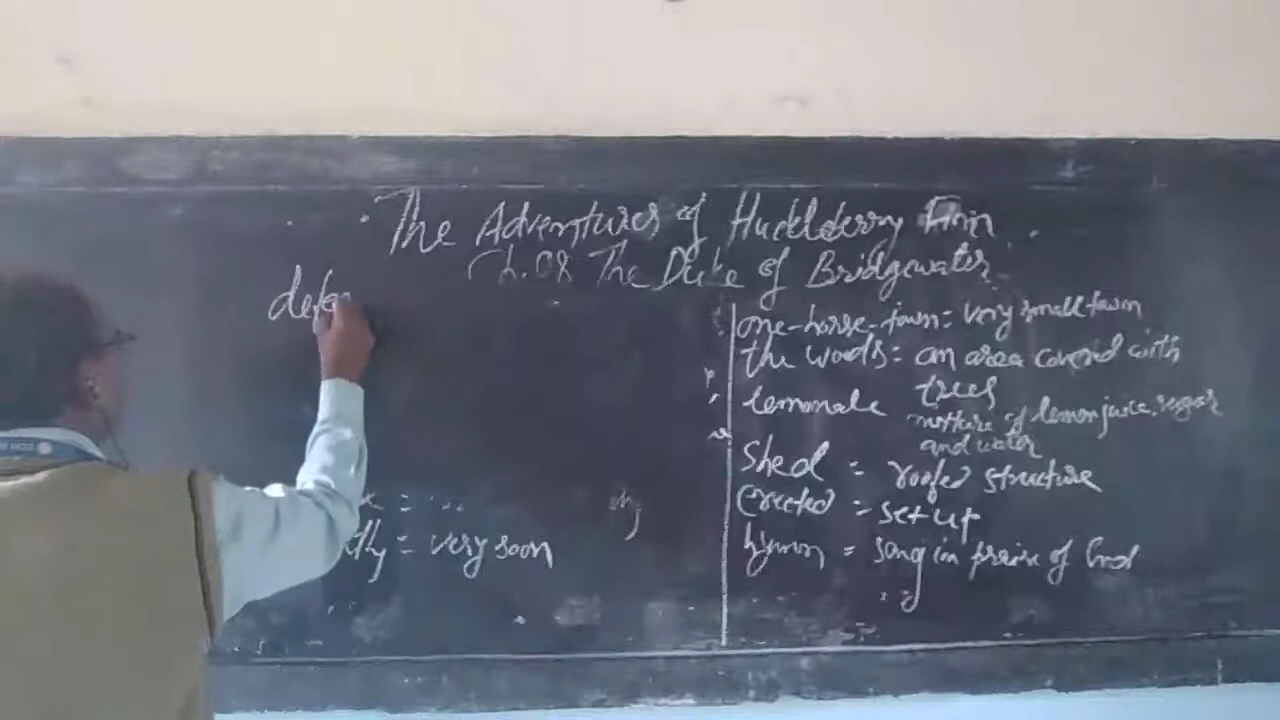 The Adventures of Huckleberry Finn
Ch.08 The Duke of Bridgewater
one-horse-town: very small town
the woods: an area covered with
trees
lemonade mixture of lemon juice, sugar
and water
shed = roofed structure
erected = set up
hymn = song in praise of God
= very soon